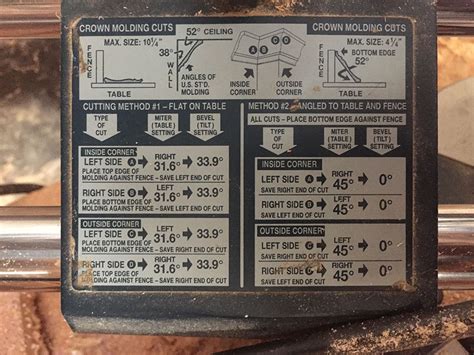 CROWN MOLDING CUTS
MAX. SIZE: 10¼"
FENCE
TABLE
52° CEILING
38°
WALL
ANGLES OF
U.S. ST'D.
MOLDING
A B C D
INSIDE
CORNER
OUTSIDE
CORNER
CROWN MOLDING CUTS
MAX. SIZE: 4½"
BOTTOM EDGE
52°
FENCE
TABLE
CUTTING METHOD #1 – FLAT ON TABLE
TYPE OF CUT
MITER (TABLE) SETTING
BEVEL (TILT) SETTING
INSIDE CORNER
LEFT SIDE A RIGHT 31.6° 33.9°
PLACE TOP EDGE OF
MOLDING AGAINST FENCE – SAVE LEFT END OF CUT
RIGHT SIDE B LEFT 31.6° 33.9°
PLACE BOTTOM EDGE OF
MOLDING AGAINST FENCE – SAVE LEFT END OF CUT
OUTSIDE CORNER
LEFT SIDE C LEFT 31.6° 33.9°
PLACE BOTTOM EDGE OF
MOLDING AGAINST FENCE – SAVE RIGHT END OF CUT
RIGHT SIDE D RIGHT 31.6° 33.9°
PLACE TOP EDGE OF
MOLDING AGAINST FENCE – SAVE RIGHT END OF CUT
METHOD #2 ANGLED TO TABLE AND FENCE
ALL CUTS – PLACE BOTTOM EDGE AGAINST FENCE
TYPE OF CUT
MITER (TABLE) SETTING
BEVEL (TILT) SETTING
INSIDE CORNER
LEFT SIDE RIGHT 45° 0°
SAVE RIGHT END OF CUT
RIGHT SIDE LEFT 45° 0°
SAVE LEFT END OF CUT
OUTSIDE CORNER
LEFT SIDE LEFT 45° 0°
SAVE RIGHT END OF CUT
RIGHT SIDE RIGHT 45° 0°
SAVE LEFT END OF CUT